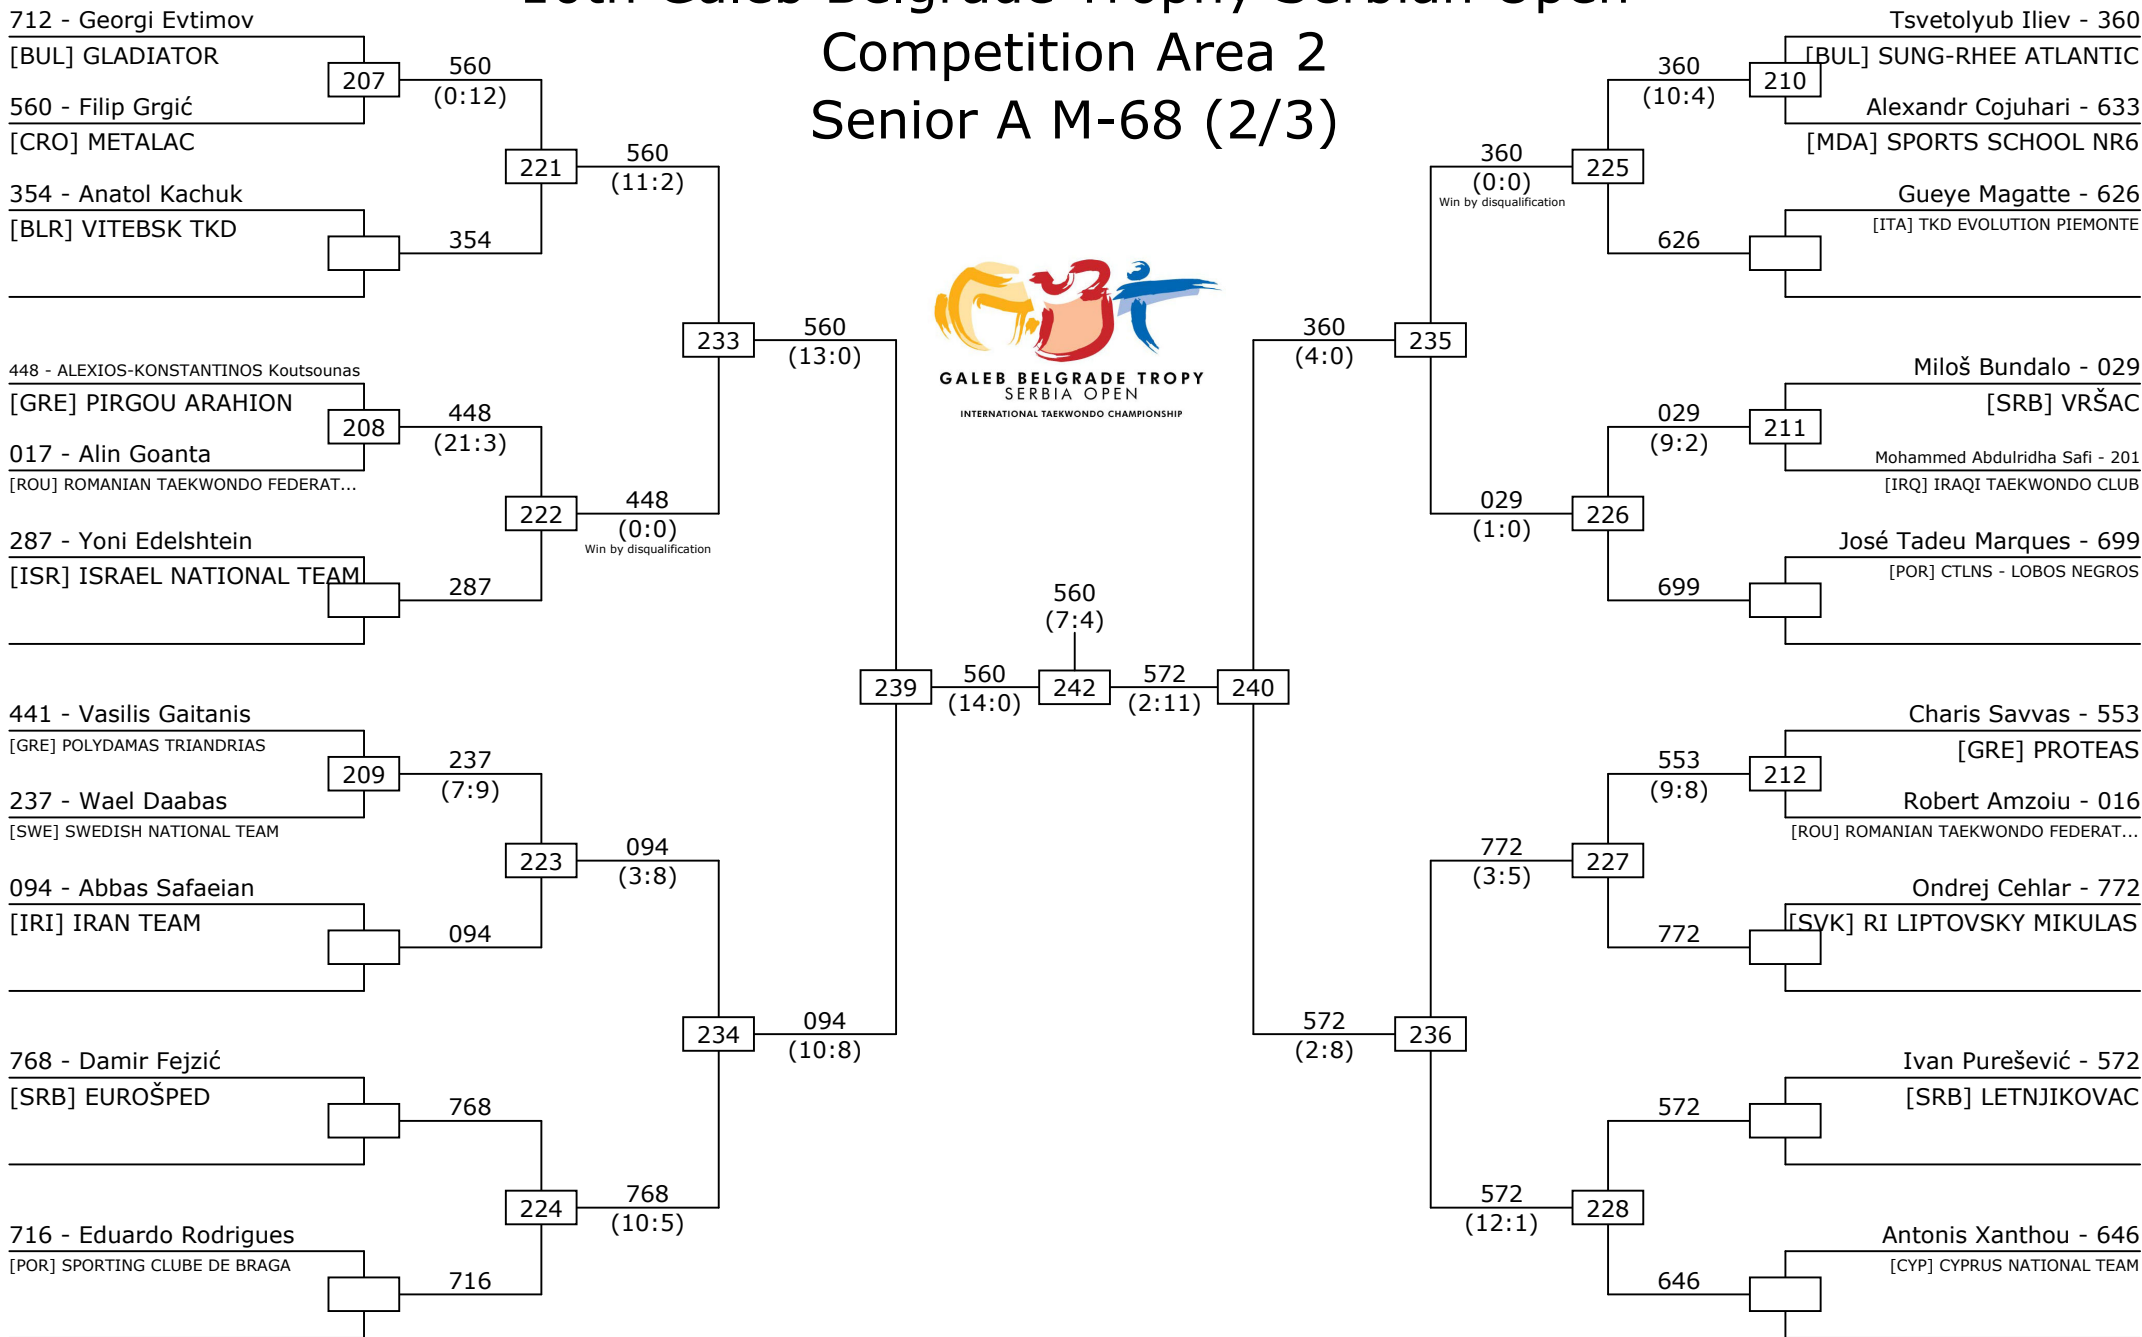 Competition Area 2
Senior A M-68 (2/3)
712 - Georgi Evtimov
[BUL] GLADIATOR
207
560
(0:12)
560 - Filip Grgić
[CRO] METALAC
221
560
(11:2)
354 - Anatol Kachuk
[BLR] VITEBSK TKD
354
233
560
(13:0)
448 - ALEXIOS-KONSTANTINOS Koutsounas
[GRE] PIRGOU ARAHION
208
448
(21:3)
017 - Alin Goanta
[ROU] ROMANIAN TAEKWONDO FEDERAT...
222
448
(0:0)
Win by disqualification
287 - Yoni Edelshtein
[ISR] ISRAEL NATIONAL TEAM
287
239
560
(14:0)
441 - Vasilis Gaitanis
[GRE] POLYDAMAS TRIANDRIAS
209
237
(7:9)
237 - Wael Daabas
[SWE] SWEDISH NATIONAL TEAM
223
094
(3:8)
094 - Abbas Safaeian
[IRI] IRAN TEAM
094
234
094
(10:8)
768 - Damir Fejzić
[SRB] EUROŠPED
768
224
768
(10:5)
716 - Eduardo Rodrigues
[POR] SPORTING CLUBE DE BRAGA
716
GALEB BELGRADE TROPY
SERBIA OPEN
INTERNATIONAL TAEKWONDO CHAMPIONSHIP
560
(7:4)
242
572
(2:11)
240
Tsvetolyub Iliev - 360
[BUL] SUNG-RHEE ATLANTIC
360
(10:4)
210
Alexandr Cojuhari - 633
[MDA] SPORTS SCHOOL NR6
360
(0:0)
Win by disqualification
225
Gueye Magatte - 626
[ITA] TKD EVOLUTION PIEMONTE
626
360
(4:0)
235
Miloš Bundalo - 029
[SRB] VRŠAC
029
(9:2)
211
Mohammed Abdulridha Safi - 201
[IRQ] IRAQI TAEKWONDO CLUB
029
(1:0)
226
José Tadeu Marques - 699
[POR] CTLNS - LOBOS NEGROS
699
Charis Savvas - 553
[GRE] PROTEAS
553
(9:8)
212
Robert Amzoiu - 016
[ROU] ROMANIAN TAEKWONDO FEDERAT...
772
(3:5)
227
Ondrej Cehlar - 772
[SVK] RI LIPTOVSKY MIKULAS
772
572
(2:8)
236
Ivan Purešević - 572
[SRB] LETNJIKOVAC
572
572
(12:1)
228
Antonis Xanthou - 646
[CYP] CYPRUS NATIONAL TEAM
646